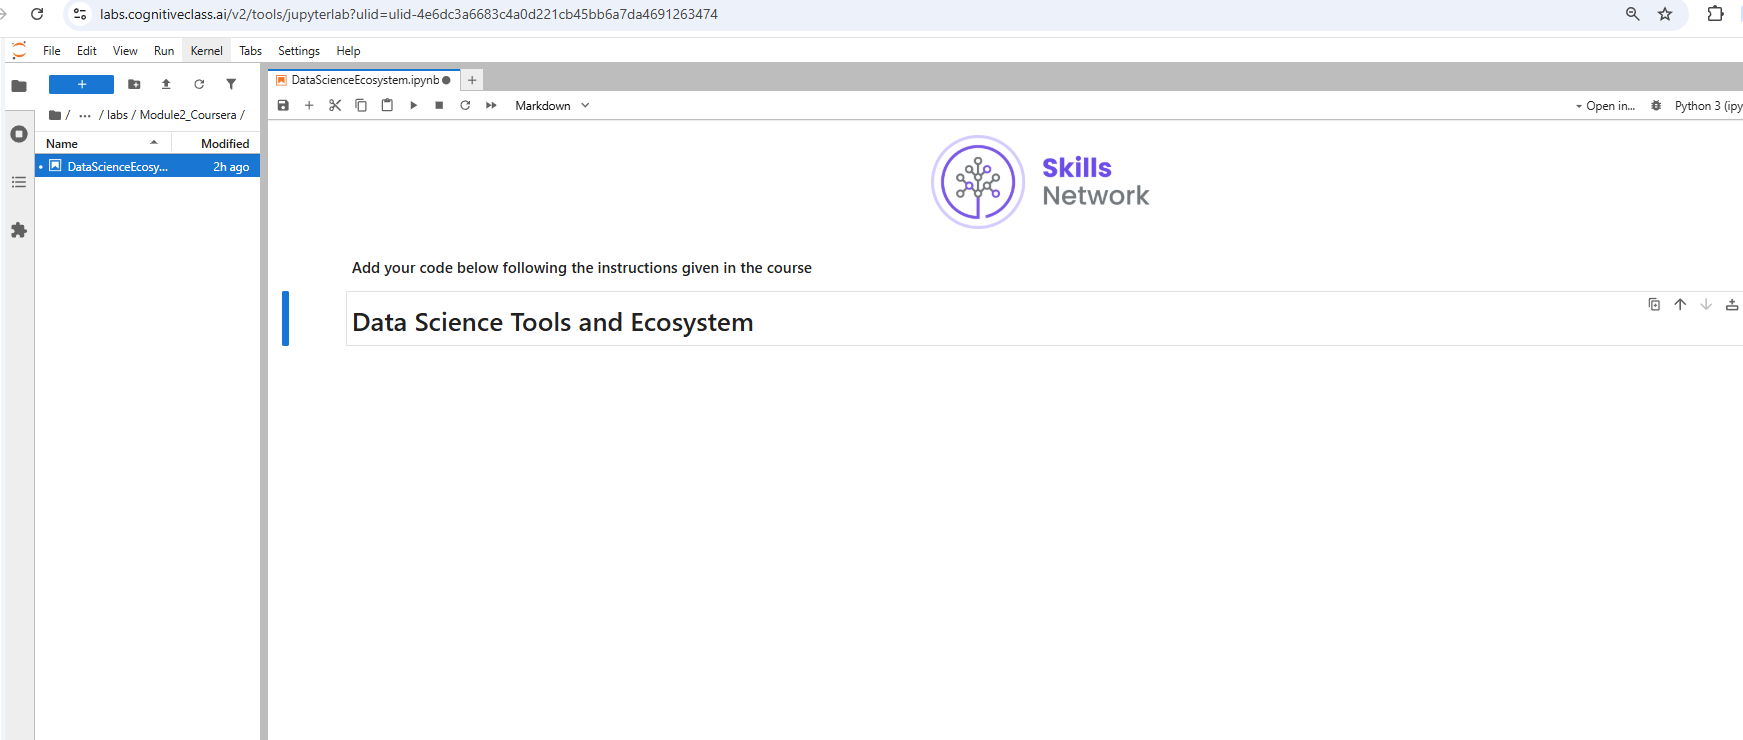 labs.cognitiveclass.ai/v2/tools/jupyterlab?ulid=ulid-4e6dc3a6683c4a0d221cb45bb6a7da4691263474
File Edit View Run Kernel Tabs Settings Help
DataScienceEcosystem.ipynb
Markdown Open in... Python 3 (ipy
/ ... / labs / Module2_Coursera /
Name Modified
DataScienceEcosy... 2h ago
Skills
Network
Add your code below following the instructions given in the course
Data Science Tools and Ecosystem